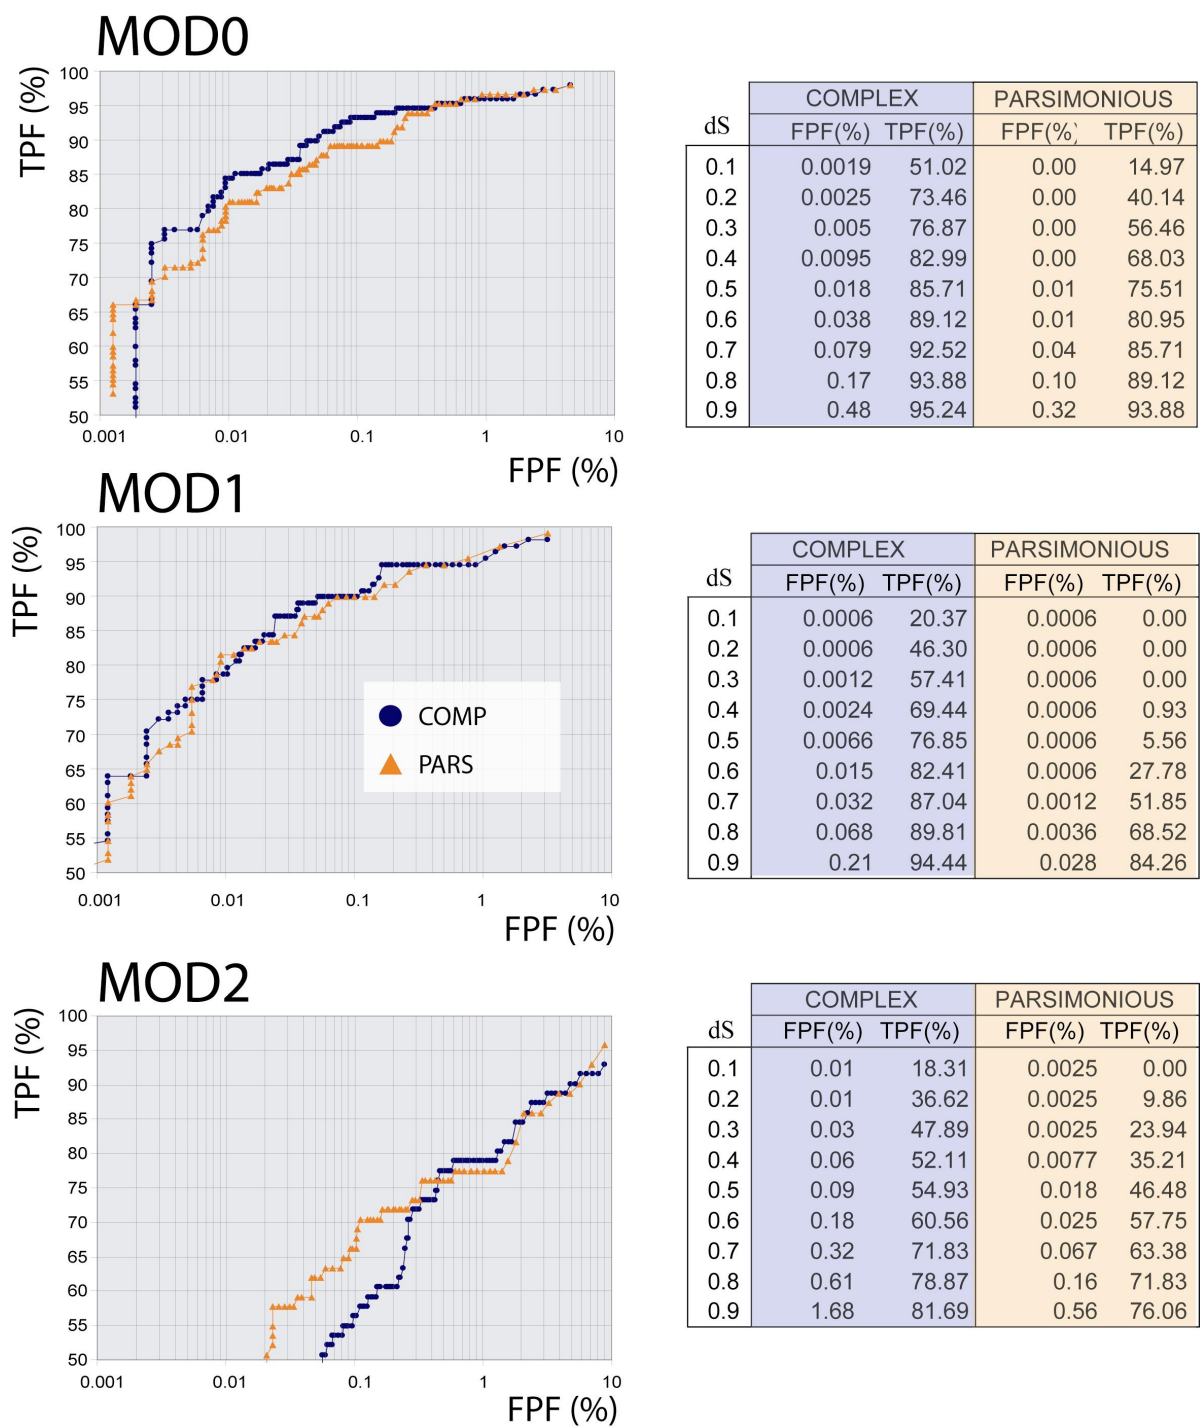 MOD0
TPF (%)
100
95
90
85
80
75
70
65
60
55
50
0.001 0.01 0.1 1 10
FPF (%)
COMPLEX PARSIMONIOUS
dS FPF(%) TPF(%) FPF(%) TPF(%)
0.1 0.0019 51.02 0.00 14.97
0.2 0.0025 73.46 0.00 40.14
0.3 0.005 76.87 0.00 56.46
0.4 0.0095 82.99 0.00 68.03
0.5 0.018 85.71 0.01 75.51
0.6 0.038 89.12 0.01 80.95
0.7 0.079 92.52 0.04 85.71
0.8 0.17 93.88 0.10 89.12
0.9 0.48 95.24 0.32 93.88
MOD1
TPF (%)
100
95
90
85
80
75
70
65
60
55
50
0.001 0.01 0.1 1 10
FPF (%)
COMP
PARS
COMPLEX PARSIMONIOUS
dS FPF(%) TPF(%) FPF(%) TPF(%)
0.1 0.0006 20.37 0.0006 0.00
0.2 0.0006 46.30 0.0006 0.00
0.3 0.0012 57.41 0.0006 0.00
0.4 0.0024 69.44 0.0006 0.93
0.5 0.0066 76.85 0.0006 5.56
0.6 0.015 82.41 0.0006 27.78
0.7 0.032 87.04 0.0012 51.85
0.8 0.068 89.81 0.0036 68.52
0.9 0.21 94.44 0.028 84.26
MOD2
TPF (%)
100
95
90
85
80
75
70
65
60
55
50
0.001 0.01 0.1 1 10
FPF (%)
COMPLEX PARSIMONIOUS
dS FPF(%) TPF(%) FPF(%) TPF(%)
0.1 0.01 18.31 0.0025 0.00
0.2 0.01 36.62 0.0025 9.86
0.3 0.03 47.89 0.0025 23.94
0.4 0.06 52.11 0.0077 35.21
0.5 0.09 54.93 0.018 46.48
0.6 0.18 60.56 0.025 57.75
0.7 0.32 71.83 0.067 63.38
0.8 0.61 78.87 0.16 71.83
0.9 1.68 81.69 0.56 76.06